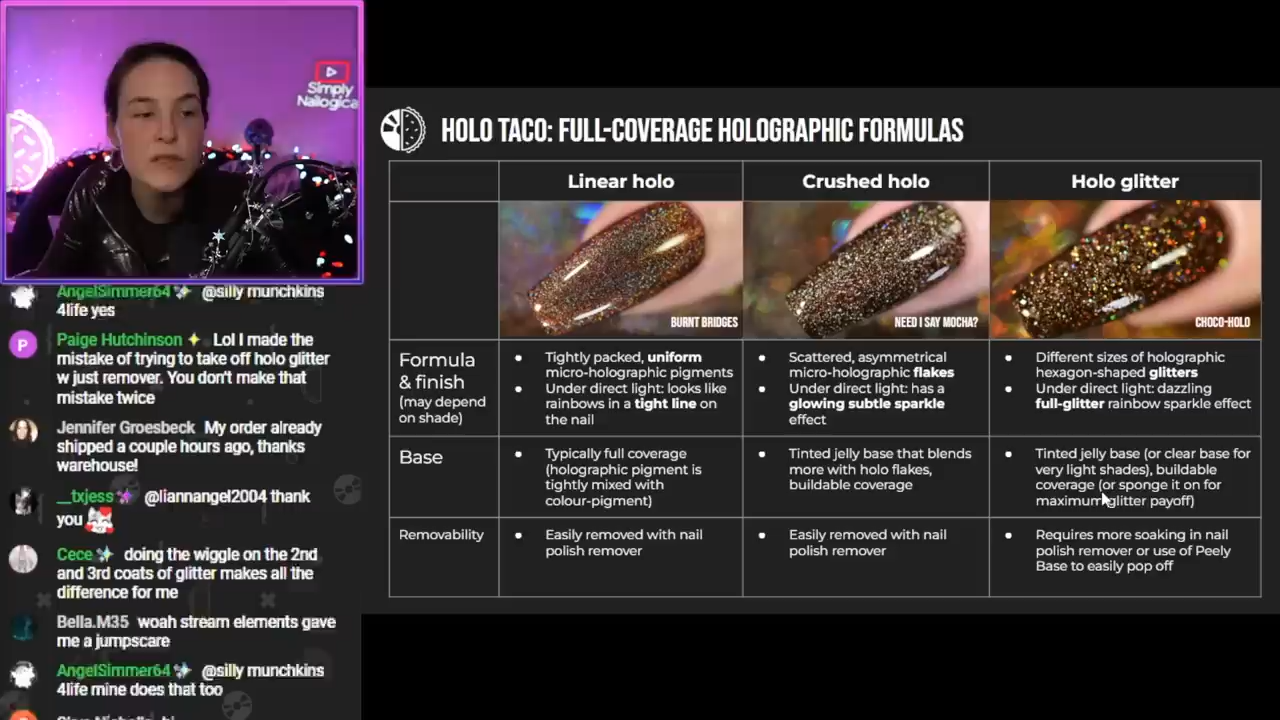 Simply
Nailogical
AngelSimmer64 @silly munchkins
4life yes
P
Paige Hutchinson Lol I made the
mistake of trying to take off holo glitter
w just remover. You don't make that
mistake twice
Jennifer Groesbeck My order already
shipped a couple hours ago, thanks
warehouse!
__txjess @liannangel2004 thank
you
Cece doing the wiggle on the 2nd
and 3rd coats of glitter makes all the
difference for me
Bella.M35 woah stream elements gave
me a jumpscare
AngelSimmer64 @silly munchkins
4life mine does that too
HOLO TACO: FULL-COVERAGE HOLOGRAPHIC FORMULAS
Linear holo
Crushed holo
Holo glitter
BURNT BRIDGES
NEED I SAY MOCHA?
CHOCO-HOLO
Formula
& finish
(may depend
on shade)
Tightly packed, uniform
micro-holographic pigments
Under direct light: looks like
rainbows in a tight line on
the nail
Scattered, asymmetrical
micro-holographic flakes
Under direct light: has a
glowing subtle sparkle
effect
Different sizes of holographic
hexagon-shaped glitters
Under direct light: dazzling
full-glitter rainbow sparkle effect
Base
Typically full coverage
(holographic pigment is
tightly mixed with
colour-pigment)
Tinted jelly base that blends
more with holo flakes,
buildable coverage
Tinted jelly base (or clear base for
very light shades), buildable
coverage (or sponge it on for
maximum glitter payoff)
Removability
Easily removed with nail
polish remover
Easily removed with nail
polish remover
Requires more soaking in nail
polish remover or use of Peely
Base to easily pop off